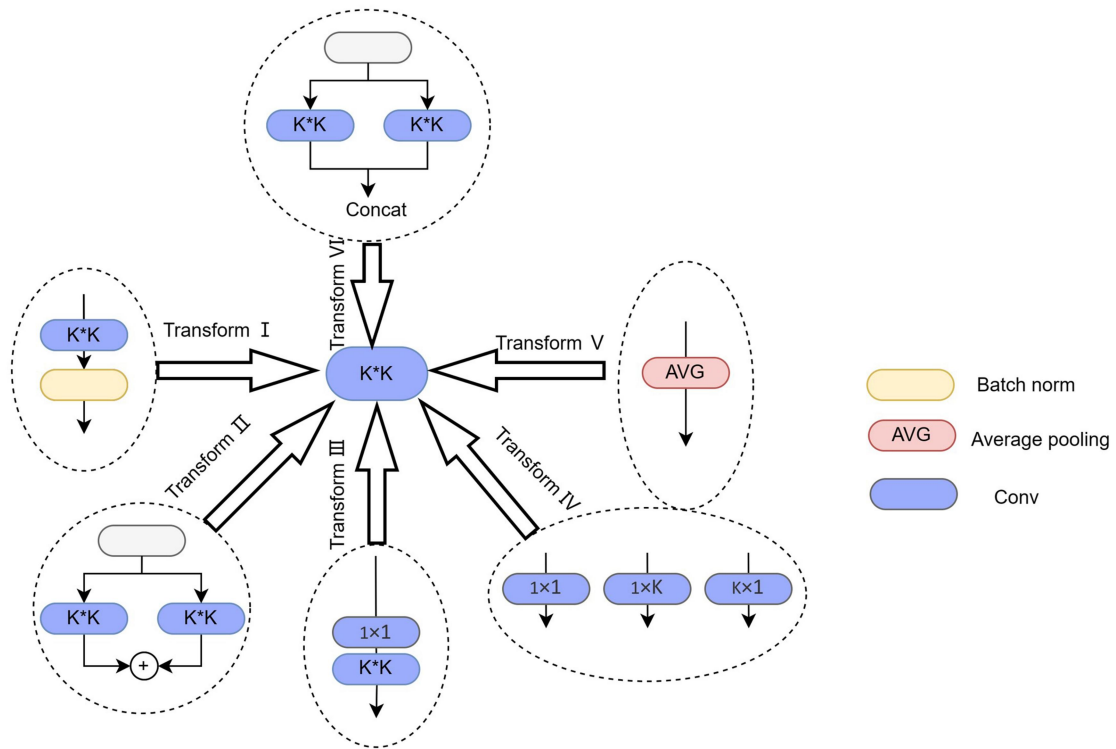 K*K
K*K
Concat
Transform VI
K*K
Transform I
Transform V
K*K
AVG
Batch norm
AVG
Average pooling
Transform II
Transform III
Transform IV
Conv
1×1
1×K
K×1
K*K
K*K
+
1×1
K*K